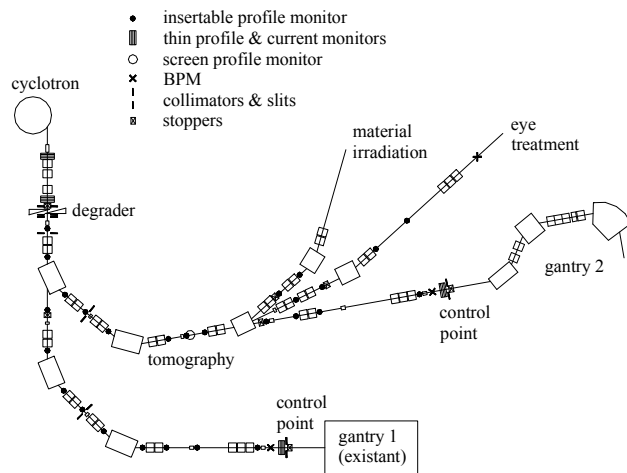 insertable profile monitor
thin profile & current monitors
screen profile monitor
BPM
collimators & slits
stoppers
cyclotron
degrader
material
irradiation
eye
treatment
gantry 2
control
point
tomography
control
point
gantry 1
(existant)